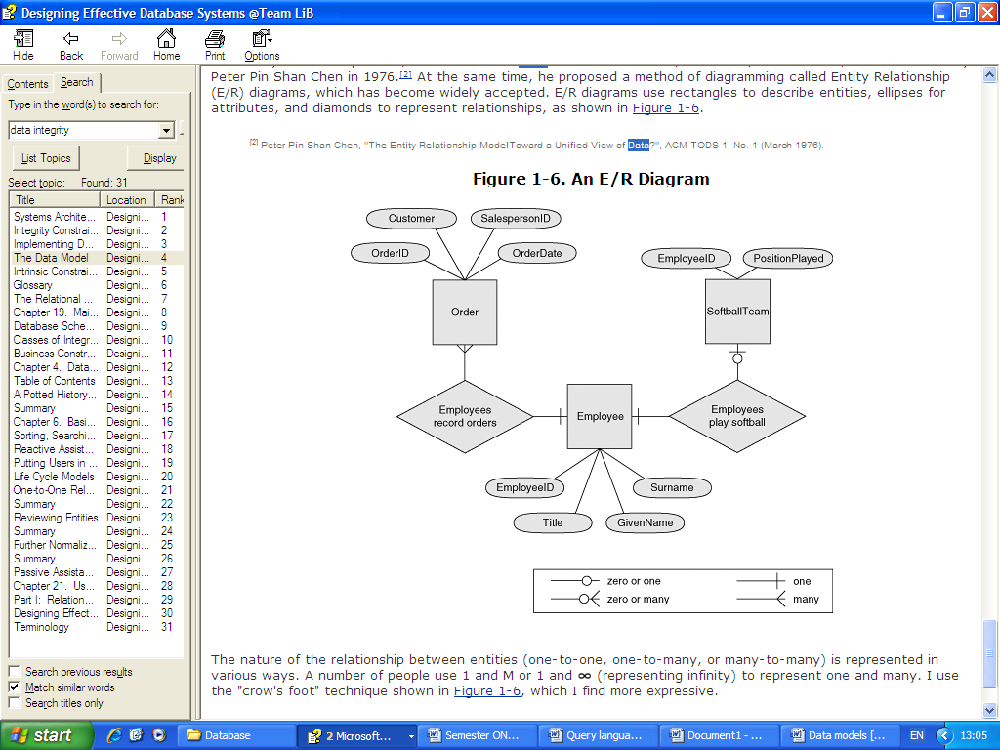 Designing Effective Database Systems @Team LiB
Hide Back Forward Home Print Options
Contents Search
Type in the word(s) to search for:
data integrity
List Topics Display
Select topic: Found: 31
Title Location Rank
Systems Archite... Designi... 1
Integrity Constrai... Designi... 2
Implementing D... Designi... 3
The Data Model Designi... 4
Intrinsic Constrai... Designi... 5
Glossary Designi... 6
The Relational ... Designi... 7
Chapter 19. Mai... Designi... 8
Database Sche... Designi... 9
Classes of Integr... Designi... 10
Business Constr... Designi... 11
Chapter 4. Data... Designi... 12
Table of Contents Designi... 13
A Potted History... Designi... 14
Summary Designi... 15
Chapter 6. Basi... Designi... 16
Sorting, Searchi... Designi... 17
Reactive Assist... Designi... 18
Putting Users in ... Designi... 19
Life Cycle Models Designi... 20
One-to-One Rel... Designi... 21
Summary Designi... 22
Reviewing Entities Designi... 23
Summary Designi... 24
Further Normaliz... Designi... 25
Summary Designi... 26
Passive Assista... Designi... 27
Chapter 21. Us... Designi... 28
Part I: Relation... Designi... 29
Designing Effect... Designi... 30
Terminology Designi... 31
Search previous results
Match similar words
Search titles only
Peter Pin Shan Chen in 1976.[2] At the same time, he proposed a method of diagramming called Entity Relationship
(E/R) diagrams, which has become widely accepted. E/R diagrams use rectangles to describe entities, ellipses for
attributes, and diamonds to represent relationships, as shown in Figure 1-6.
[2] Peter Pin Shan Chen, "The Entity Relationship ModelToward a Unified View of Data?", ACM TODS 1, No. 1 (March 1976).
Figure 1-6. An E/R Diagram
Customer SalespersonID
OrderID OrderDate
EmployeeID PositionPlayed
Order
SoftballTeam
Employees
record orders
Employee
Employees
play softball
EmployeeID Surname
Title GivenName
zero or one one
zero or many many
The nature of the relationship between entities (one-to-one, one-to-many, or many-to-many) is represented in
various ways. A number of people use 1 and M or 1 and ∞ (representing infinity) to represent one and many. I use
the "crow's foot" technique shown in Figure 1-6, which I find more expressive.
start Database 2 Microsoft... Semester ON... Query langua... Document1 - ... Data models [... EN 13:05